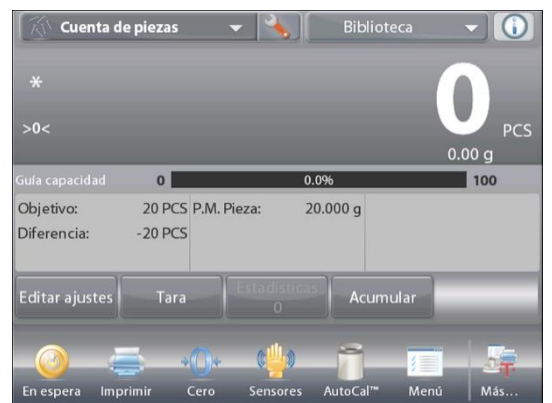 Cuenta de piezas Biblioteca
*
0 PCS
>0<
0.00 g
Guía capacidad 0 0.0% 100
Objetivo: 20 PCS P.M. Pieza: 20.000 g
Diferencia: -20 PCS
Editar ajustes Tara Estadísticas 0 Acumular
En espera Imprimir Cero Sensores AutoCal™ Menú Más...